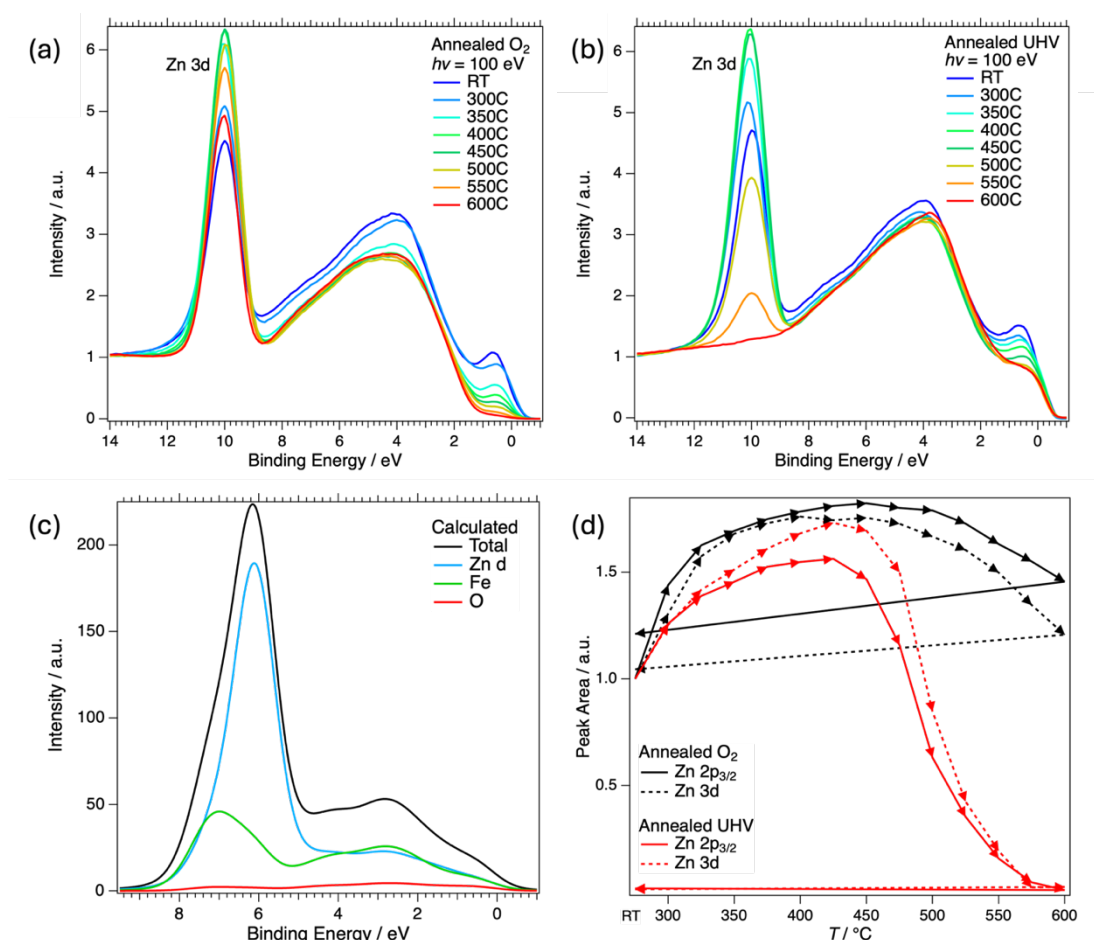 (a)
Annealed O₂
hν = 100 eV
RT
300C
350C
400C
450C
500C
550C
600C
Zn 3d
6
5
4
3
2
1
0
Intensity / a.u.
14 12 10 8 6 4 2 0
Binding Energy / eV
(b)
Annealed UHV
hν = 100 eV
RT
300C
350C
400C
450C
500C
550C
600C
Zn 3d
6
5
4
3
2
1
0
Intensity / a.u.
14 12 10 8 6 4 2 0
Binding Energy / eV
(c)
Calculated
Total
Zn d
Fe
O
200
150
100
50
0
Intensity / a.u.
8 6 4 2 0
Binding Energy / eV
(d)
1.5
1.0
0.5
Peak Area / a.u.
Annealed O₂
Zn 2p₃/₂
Zn 3d
Annealed UHV
Zn 2p₃/₂
Zn 3d
RT 300 350 400 450 500 550 600
T / °C